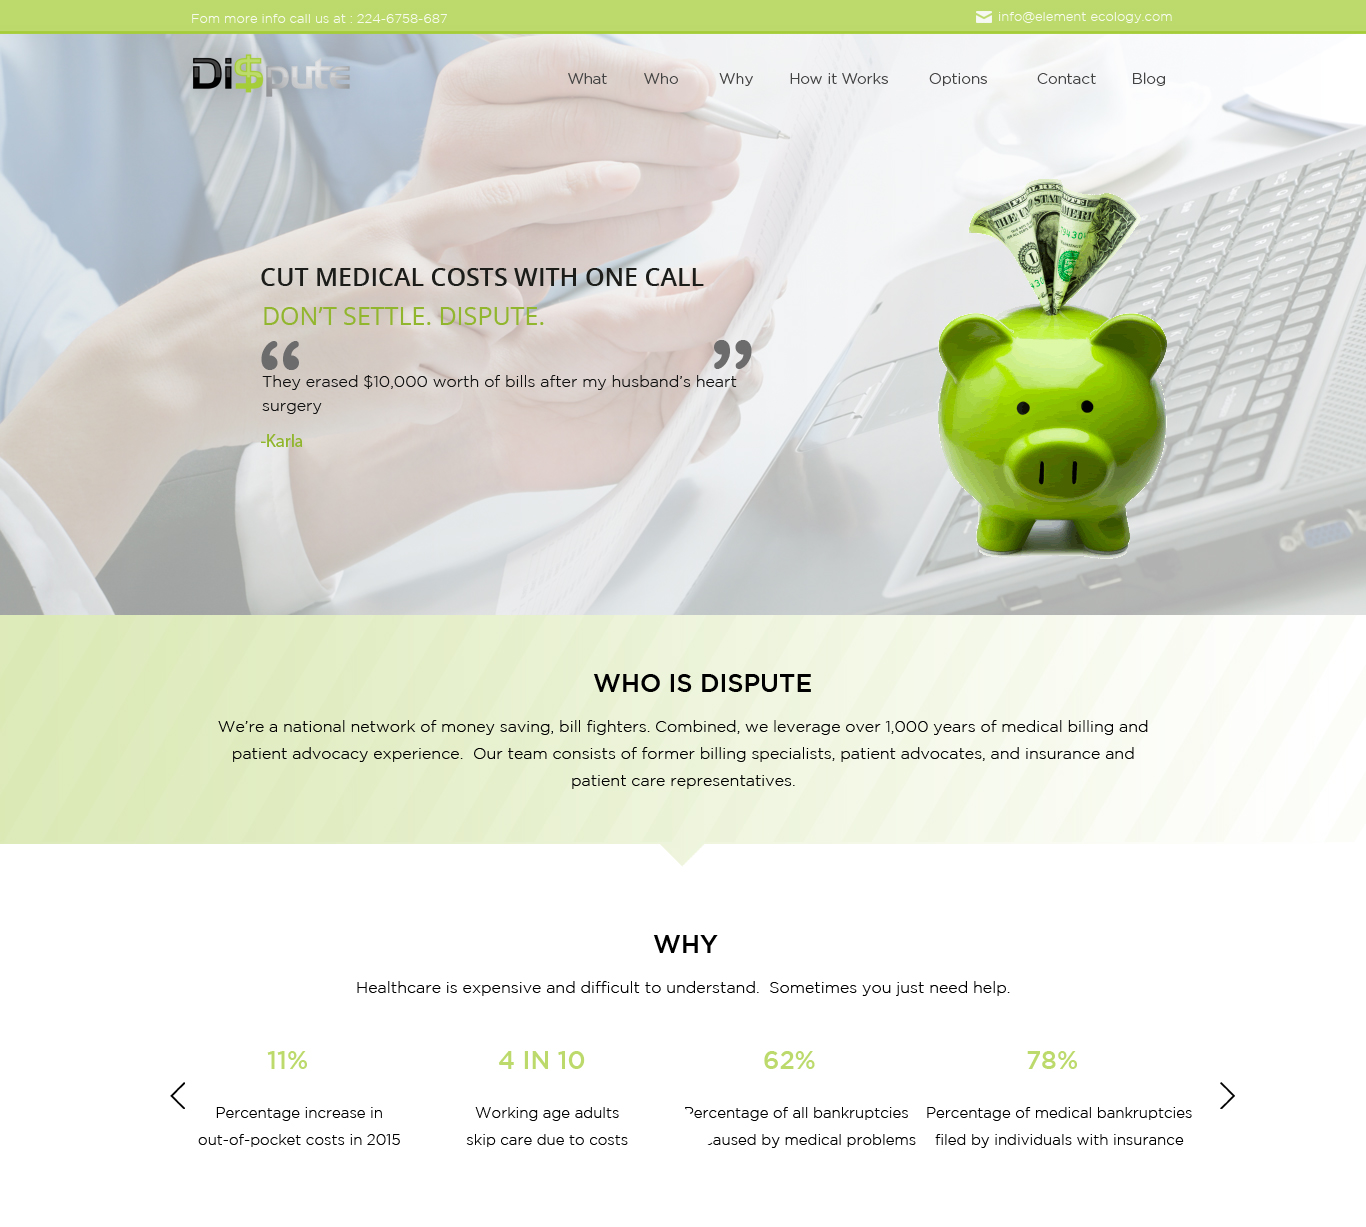 Fom more info call us at : 224-6758-687
info@element ecology.com
Di$pute
What Who Why How it Works Options Contact Blog
CUT MEDICAL COSTS WITH ONE CALL
DON'T SETTLE. DISPUTE.
“ ”
They erased $10,000 worth of bills after my husband's heart
surgery
-Karla
WHO IS DISPUTE
We're a national network of money saving, bill fighters. Combined, we leverage over 1,000 years of medical billing and
patient advocacy experience. Our team consists of former billing specialists, patient advocates, and insurance and
patient care representatives.
WHY
Healthcare is expensive and difficult to understand. Sometimes you just need help.
11%
Percentage increase in
out-of-pocket costs in 2015
4 IN 10
Working age adults
skip care due to costs
62%
Percentage of all bankruptcies
caused by medical problems
78%
Percentage of medical bankruptcies
filed by individuals with insurance